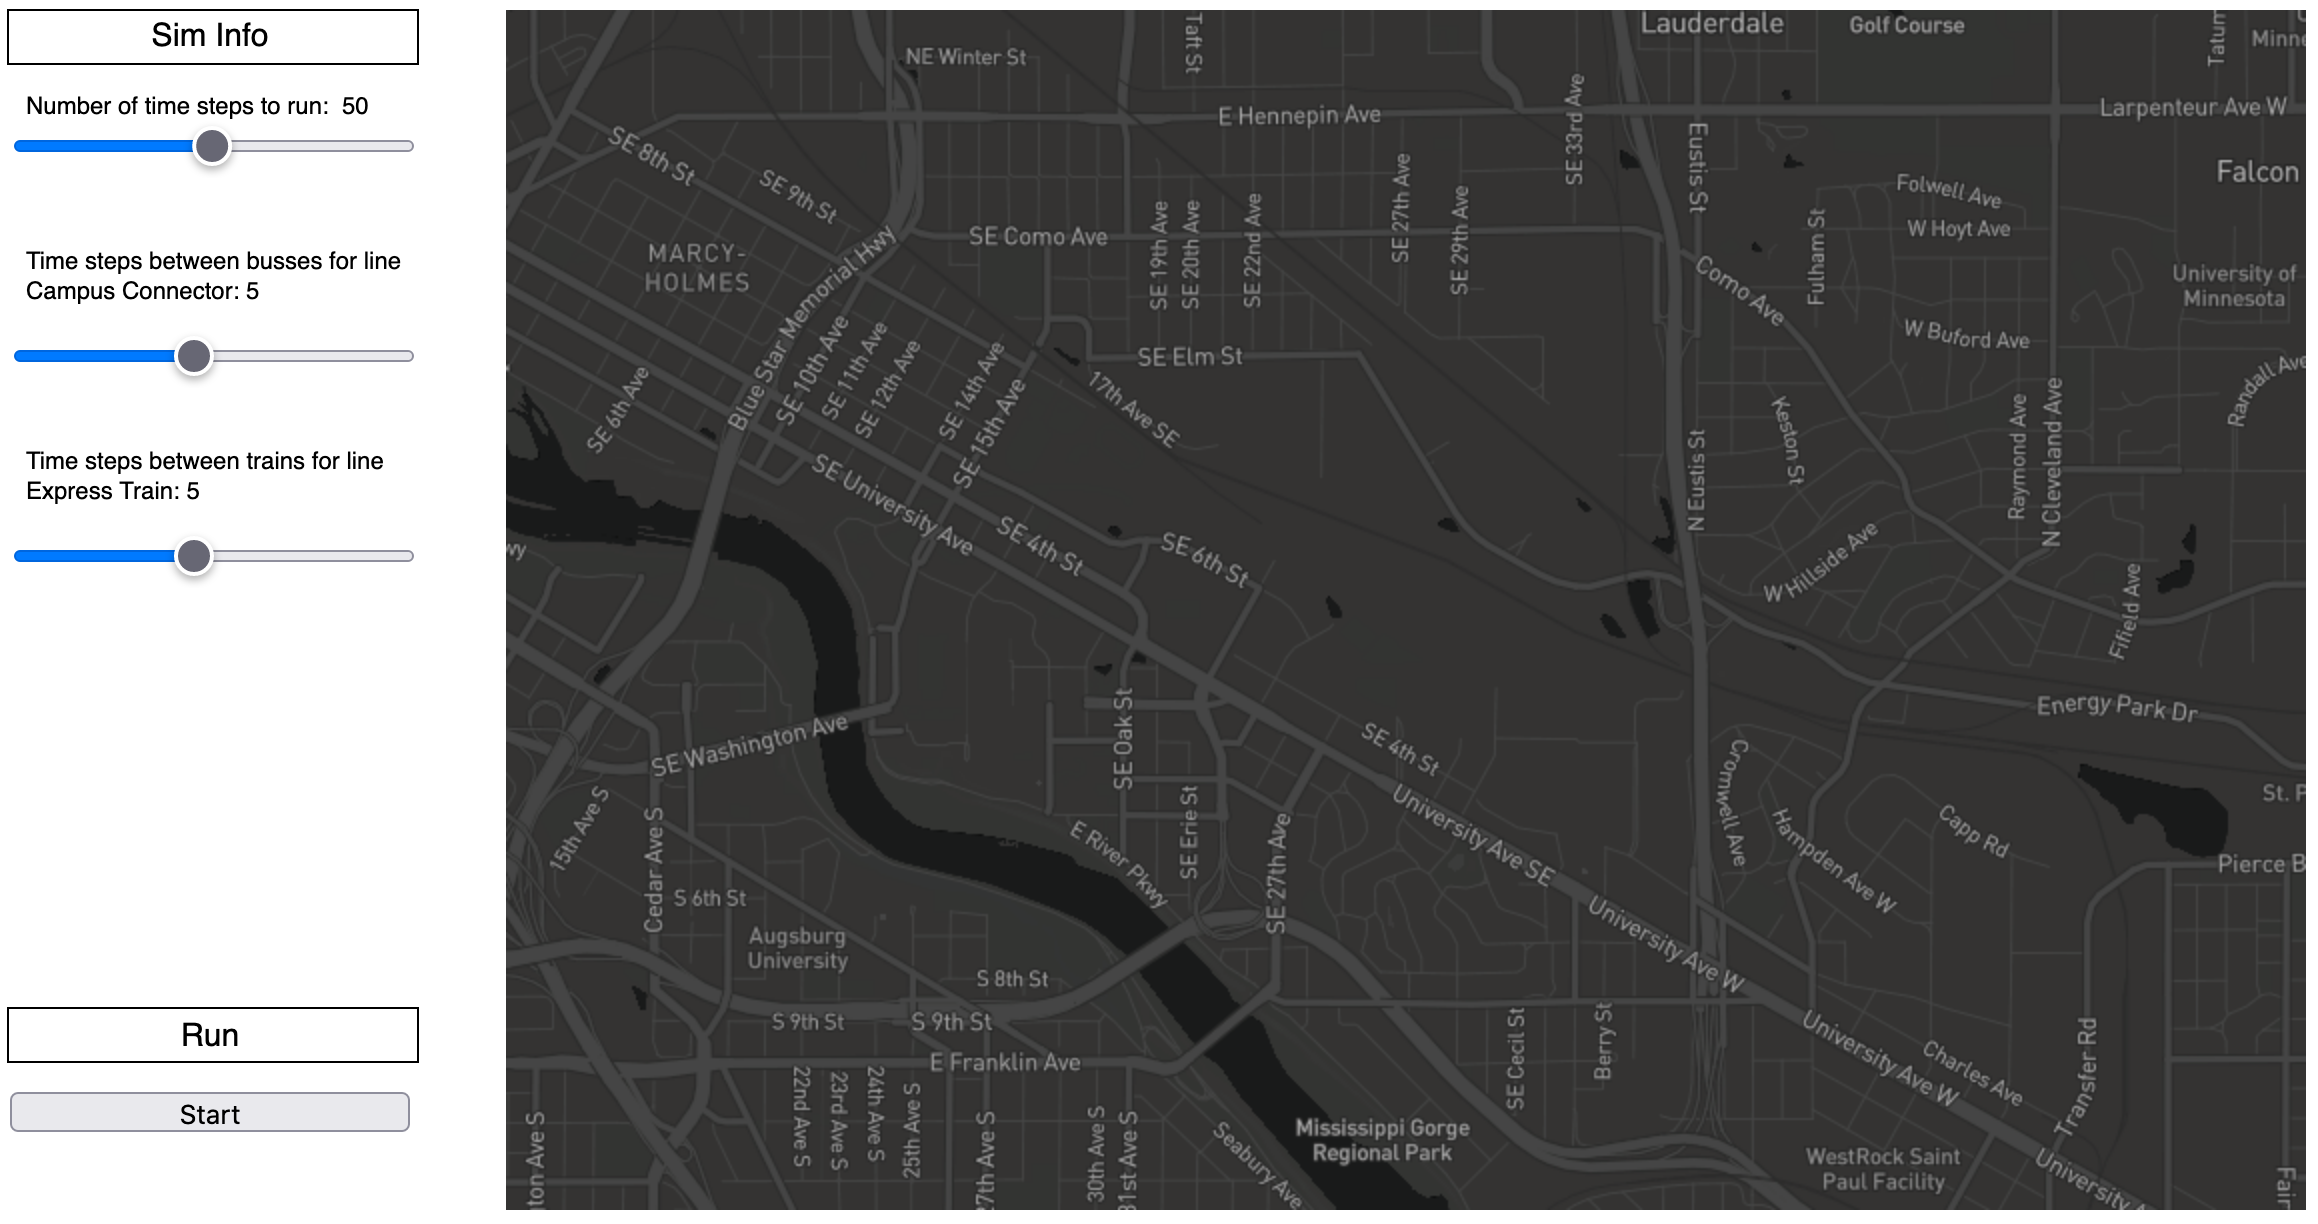 Sim Info
Number of time steps to run: 50
Time steps between busses for line
Campus Connector: 5
Time steps between trains for line
Express Train: 5
Run
Start
Lauderdale
Golf Course
Taft St
NE Winter St
E Hennepin Ave
SE 33rd Ave
Larpenteur Ave W
SE 8th St
SE 9th St
Eustis St
Falcon
SE 27th Ave
SE 29th Ave
Folwell Ave
W Hoyt Ave
MARCY-
HOLMES
Blue Star Memorial Hwy
SE Como Ave
SE 19th Ave
SE 20th Ave
SE 22nd Ave
Como Ave
Fulham St
University of
Minnesota
W Buford Ave
SE 6th Ave
SE 10th Ave
SE 11th Ave
SE 12th Ave
SE 14th Ave
SE 15th Ave
SE Elm St
17th Ave SE
Keston St
Raymond Ave
N Cleveland Ave
Randall Ave
N Eustis St
SE University Ave
SE 4th St
SE 6th St
W Hillside Ave
Fifield Ave
SE Washington Ave
SE Oak St
SE 4th St
Energy Park Dr
Cromwell Ave
15th Ave S
Cedar Ave S
SE Erie St
E River Pkwy
SE 27th Ave
University Ave SE
Hampden Ave W
Capp Rd
St. P
Pierce B
S 6th St
Augsburg
University
S 8th St
University Ave W
S 9th St
S 9th St
E Franklin Ave
SE Cecil St
Berry St
University Ave W
Charles Ave
Transfer Rd
22nd Ave S
23rd Ave S
24th Ave S
25th Ave S
7th Ave S
30th Ave S
31st Ave S
ton Ave S
Seabury Ave
Mississippi Gorge
Regional Park
WestRock Saint
Paul Facility
University A
Fair
Tatum
Minne
wy